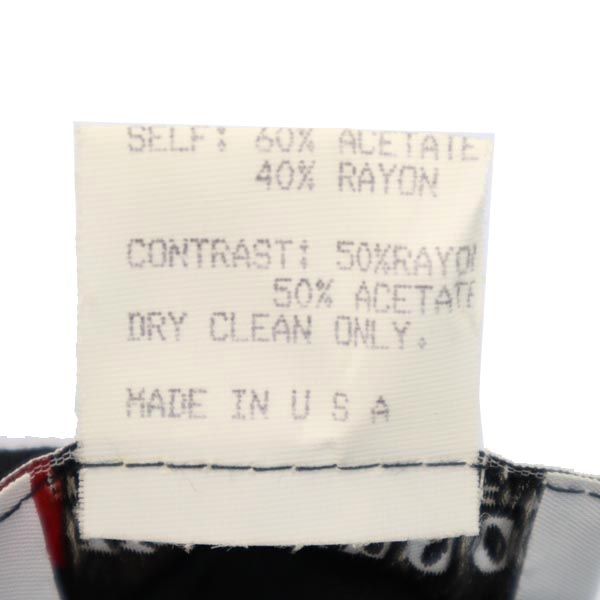 SELF: 60% ACETATE
40% RAYON
CONTRAST: 50%RAYON
50% ACETATE
DRY CLEAN ONLY.
MADE IN U S A